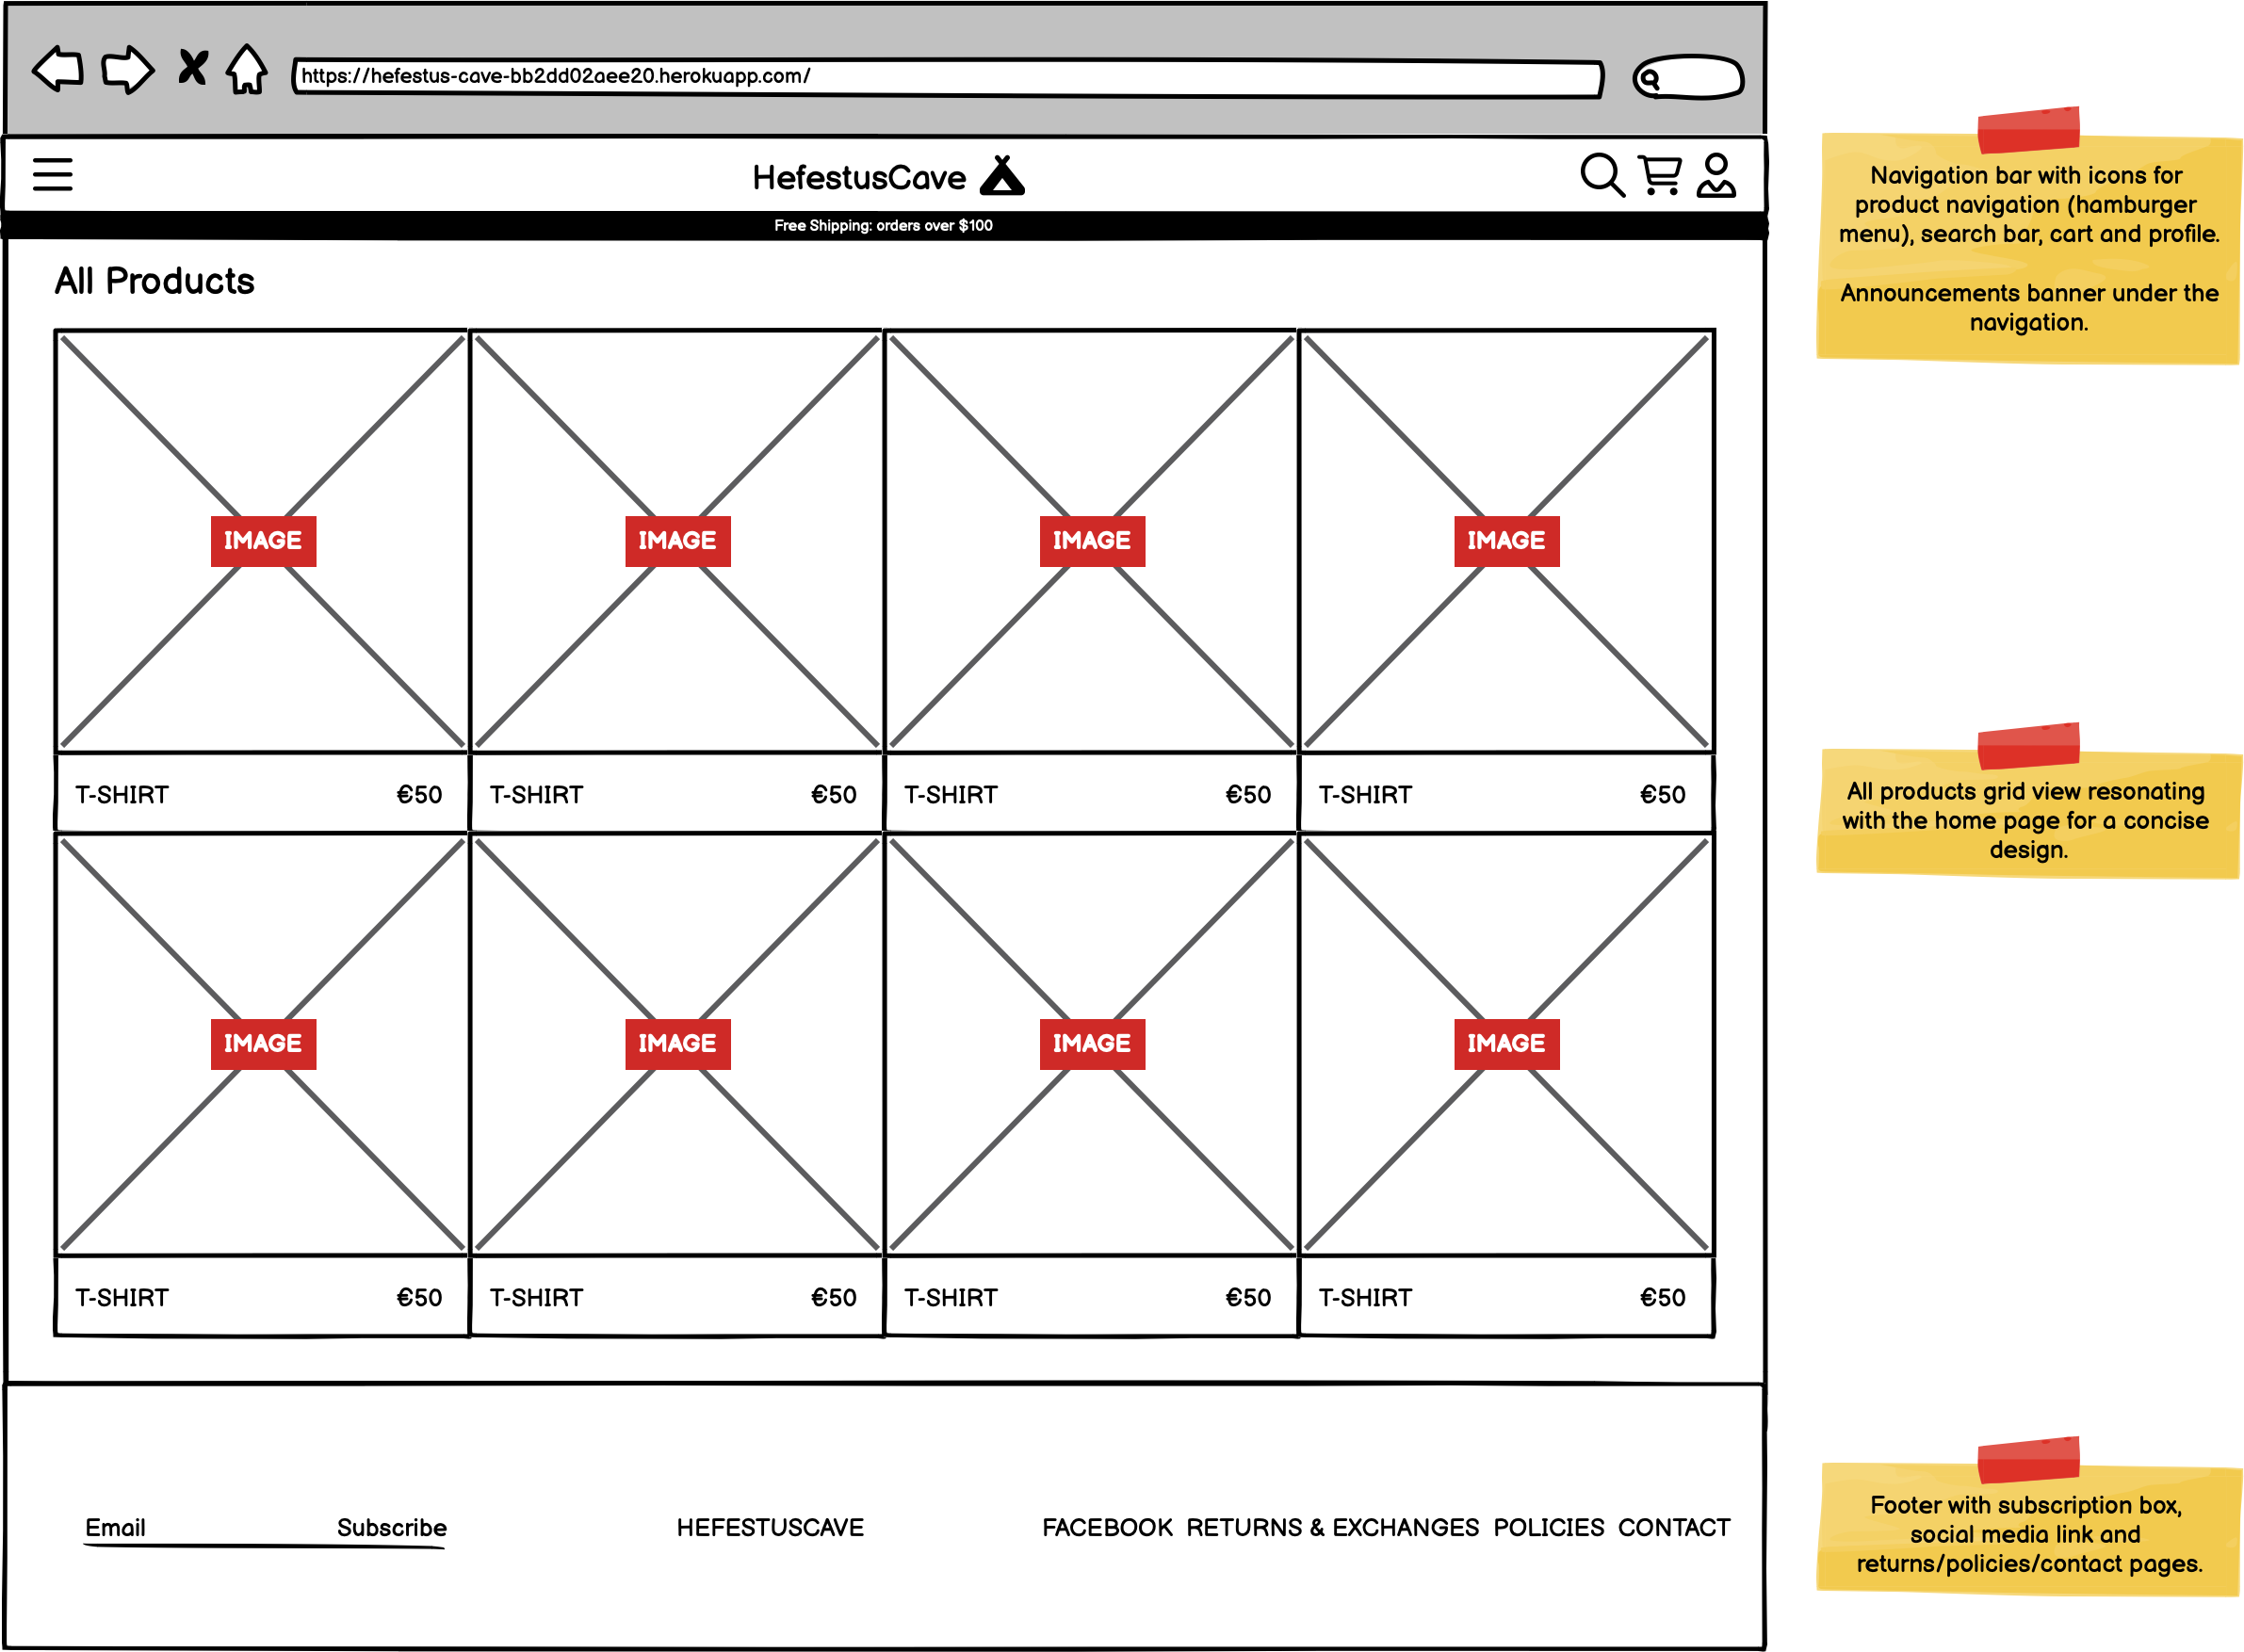 https://hefestus-cave-bb2dd02aee20.herokuapp.com/
HefestusCave
Free Shipping: orders over $100
All Products
IMAGE IMAGE IMAGE IMAGE
T-SHIRT €50 T-SHIRT €50 T-SHIRT €50 T-SHIRT €50
IMAGE IMAGE IMAGE IMAGE
T-SHIRT €50 T-SHIRT €50 T-SHIRT €50 T-SHIRT €50
Email Subscribe HEFESTUSCAVE FACEBOOK RETURNS & EXCHANGES POLICIES CONTACT
Navigation bar with icons for
product navigation (hamburger
menu), search bar, cart and profile.
Announcements banner under the
navigation.
All products grid view resonating
with the home page for a concise
design.
Footer with subscription box,
social media link and
returns/policies/contact pages.